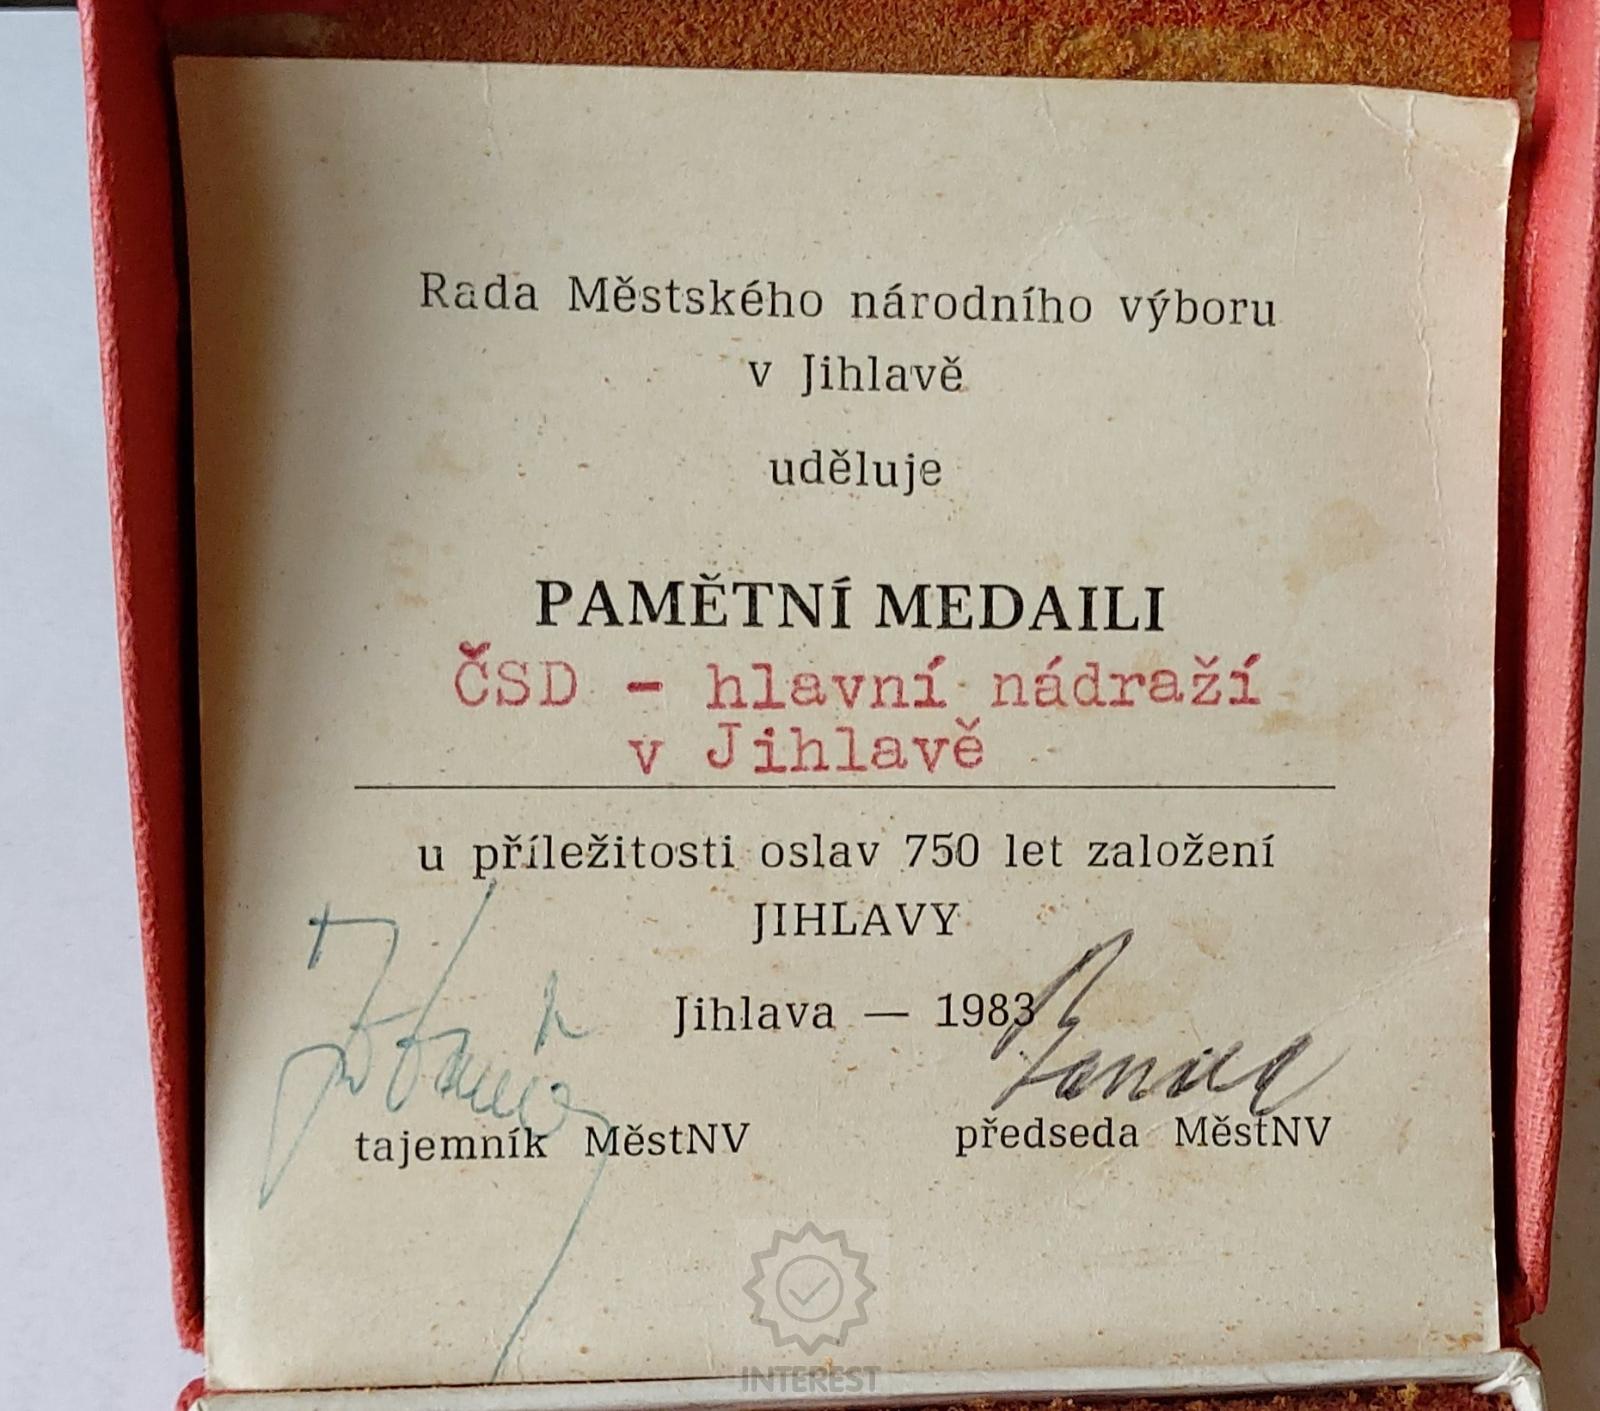 Rada Městského národního výboru
v Jihlavě
uděluje
PAMĚTNÍ MEDAILI
ČSD - hlavní nádraží
v Jihlavě
u příležitosti oslav 750 let založení
JIHLAVY
Jihlava — 1983
tajemník MěstNV předseda MěstNV
INTEREST